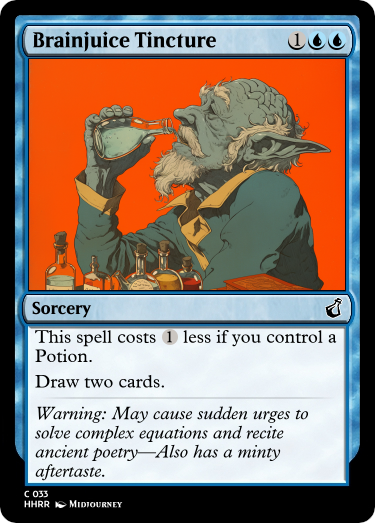 Brainjuice Tincture 1
Sorcery
This spell costs 1 less if you control a
Potion.
Draw two cards.
Warning: May cause sudden urges to
solve complex equations and recite
ancient poetry—Also has a minty
aftertaste.
C 033
HHRR Midjourney